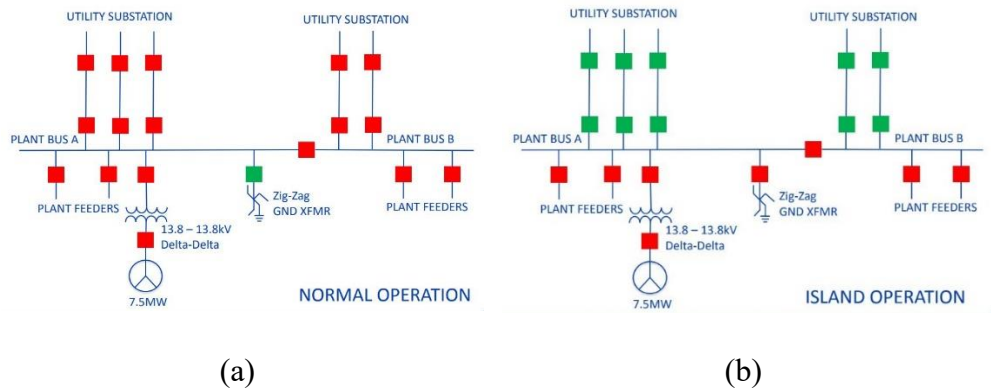 UTILITY SUBSTATION
UTILITY SUBSTATION
PLANT BUS A
PLANT BUS B
PLANT FEEDERS
Zig-Zag
GND XFMR
PLANT FEEDERS
13.8 – 13.8kV
Delta-Delta
7.5MW
NORMAL OPERATION
(a)
UTILITY SUBSTATION
UTILITY SUBSTATION
PLANT BUS A
PLANT BUS B
PLANT FEEDERS
Zig-Zag
GND XFMR
PLANT FEEDERS
13.8 – 13.8kV
Delta-Delta
7.5MW
ISLAND OPERATION
(b)